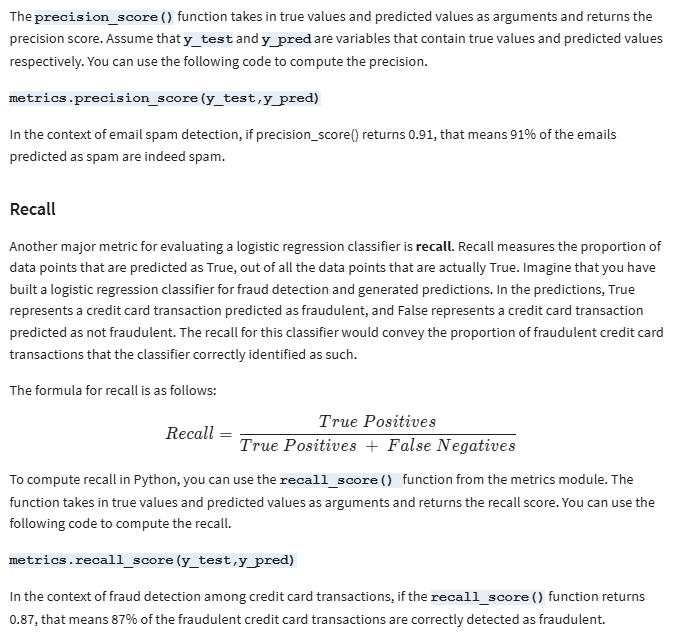 The precision_score() function takes in true values and predicted values as arguments and returns the
precision score. Assume that y_test and y_pred are variables that contain true values and predicted values
respectively. You can use the following code to compute the precision.
metrics.precision_score(y_test,y_pred)
In the context of email spam detection, if precision_score() returns 0.91, that means 91% of the emails
predicted as spam are indeed spam.
Recall
Another major metric for evaluating a logistic regression classifier is recall. Recall measures the proportion of
data points that are predicted as True, out of all the data points that are actually True. Imagine that you have
built a logistic regression classifier for fraud detection and generated predictions. In the predictions, True
represents a credit card transaction predicted as fraudulent, and False represents a credit card transaction
predicted as not fraudulent. The recall for this classifier would convey the proportion of fraudulent credit card
transactions that the classifier correctly identified as such.
The formula for recall is as follows:
Recall = True Positives / True Positives + False Negatives
To compute recall in Python, you can use the recall_score() function from the metrics module. The
function takes in true values and predicted values as arguments and returns the recall score. You can use the
following code to compute the recall.
metrics.recall_score(y_test,y_pred)
In the context of fraud detection among credit card transactions, if the recall_score() function returns
0.87, that means 87% of the fraudulent credit card transactions are correctly detected as fraudulent.